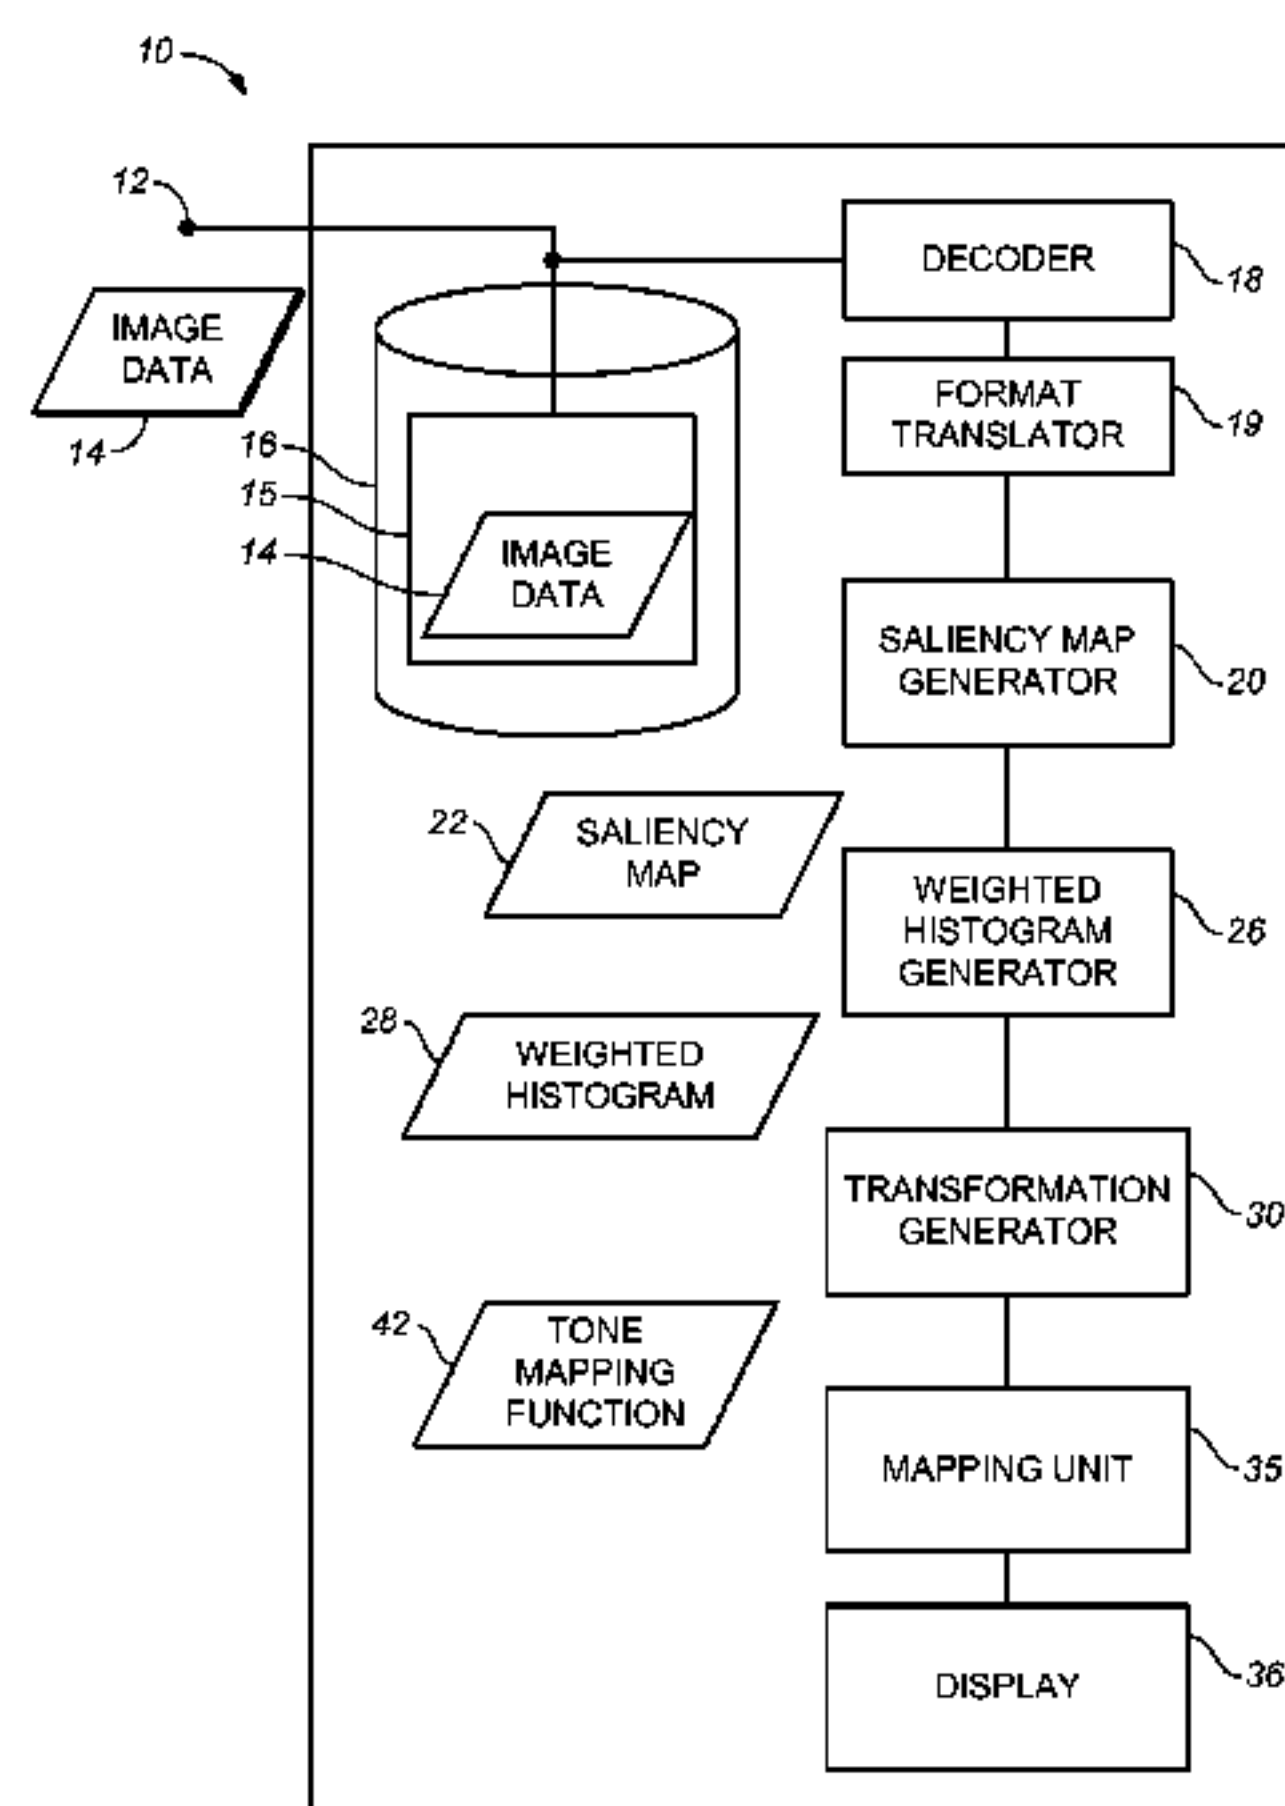 10
12
DECODER
18
IMAGE
DATA
14
FORMAT
TRANSLATOR
19
16
15
14
IMAGE
DATA
SALIENCY MAP
GENERATOR
20
22
SALIENCY
MAP
WEIGHTED
HISTOGRAM
GENERATOR
26
28
WEIGHTED
HISTOGRAM
TRANSFORMATION
GENERATOR
30
42
TONE
MAPPING
FUNCTION
MAPPING UNIT
35
DISPLAY
36